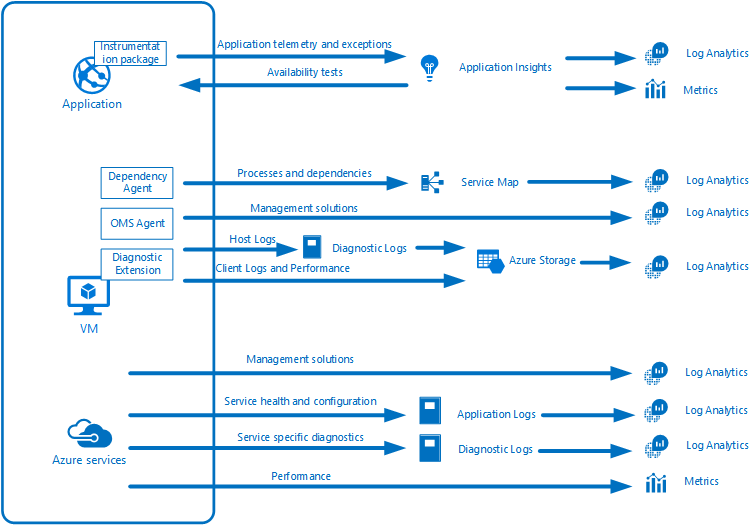 Instrumentat
ion package
Application
Application telemetry and exceptions
Availability tests
Application Insights
Log Analytics
Metrics
Dependency
Agent
Processes and dependencies
Service Map
Log Analytics
OMS Agent
Management solutions
Log Analytics
Diagnostic
Extension
Host Logs
Diagnostic Logs
Client Logs and Performance
Azure Storage
Log Analytics
VM
Management solutions
Log Analytics
Service health and configuration
Application Logs
Log Analytics
Azure services
Service specific diagnostics
Diagnostic Logs
Log Analytics
Performance
Metrics